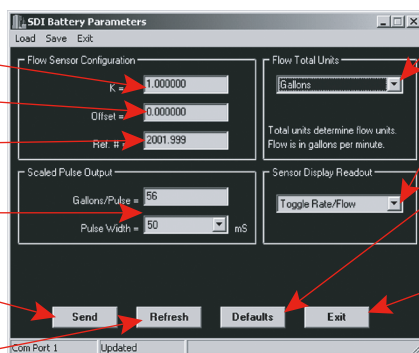 SDI Battery Parameters
Load Save Exit
Flow Sensor Configuration
K = 1.000000
Offset = 0.000000
Ref. # = 2001.999
Flow Total Units
Gallons
Total units determine flow units.
Flow is in gallons per minute.
Scaled Pulse Output
Gallons/Pulse = 56
Pulse Width = 50 mS
Sensor Display Readout
Toggle Rate/Flow
Send Refresh Defaults Exit
Com Port 1 Updated